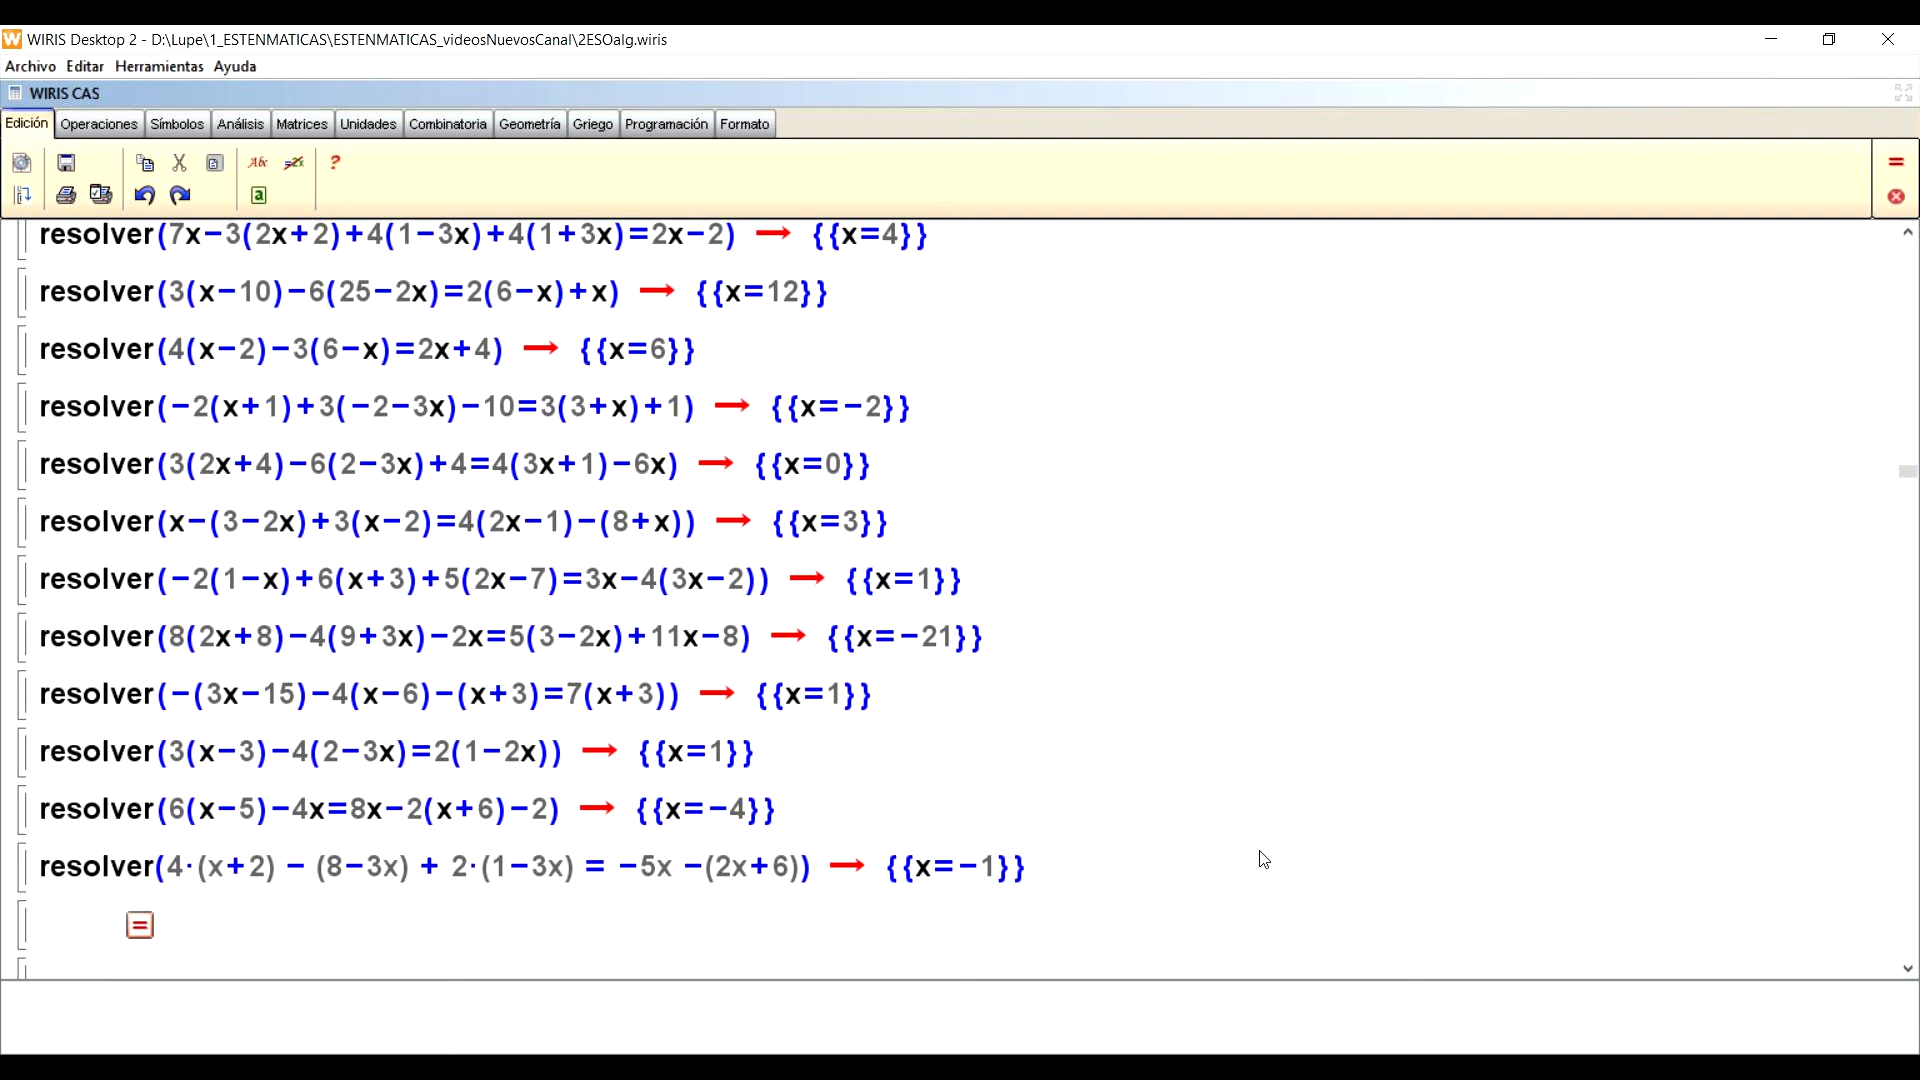 WIRIS Desktop 2 - D:\Lupe\1_ESTENMATICAS\ESTENMATICAS_videosNuevosCanal\2ESOalg.wiris
Archivo Editar Herramientas Ayuda
WIRIS CAS
Edición Operaciones Símbolos Análisis Matrices Unidades Combinatoria Geometría Griego Programación Formato
resolver(7x−3(2x+2)+4(1−3x)+4(1+3x)=2x−2) → {{x=4}}
resolver(3(x−10)−6(25−2x)=2(6−x)+x) → {{x=12}}
resolver(4(x−2)−3(6−x)=2x+4) → {{x=6}}
resolver(−2(x+1)+3(−2−3x)−10=3(3+x)+1) → {{x=−2}}
resolver(3(2x+4)−6(2−3x)+4=4(3x+1)−6x) → {{x=0}}
resolver(x−(3−2x)+3(x−2)=4(2x−1)−(8+x)) → {{x=3}}
resolver(−2(1−x)+6(x+3)+5(2x−7)=3x−4(3x−2)) → {{x=1}}
resolver(8(2x+8)−4(9+3x)−2x=5(3−2x)+11x−8) → {{x=−21}}
resolver(−(3x−15)−4(x−6)−(x+3)=7(x+3)) → {{x=1}}
resolver(3(x−3)−4(2−3x)=2(1−2x)) → {{x=1}}
resolver(6(x−5)−4x=8x−2(x+6)−2) → {{x=−4}}
resolver(4·(x+2) − (8−3x) + 2·(1−3x) = −5x −(2x+6)) → {{x=−1}}
=